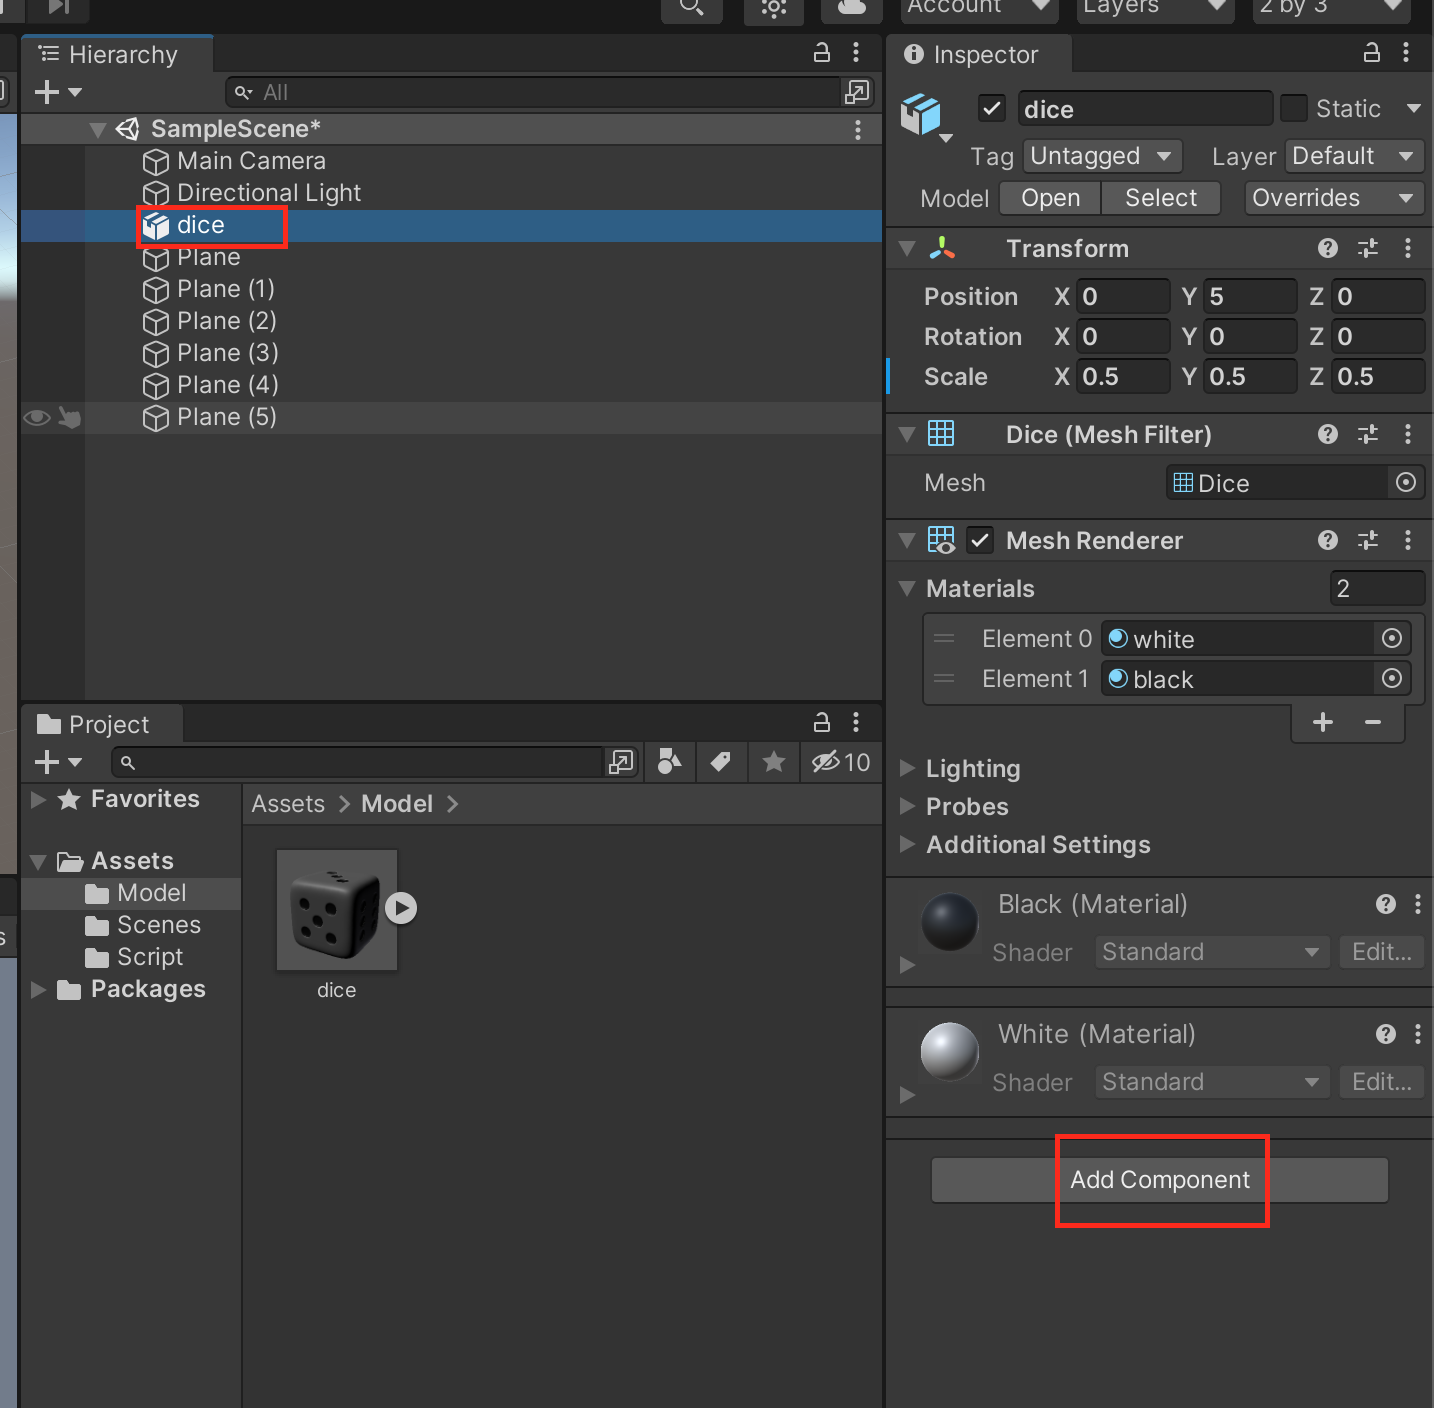 Account
Layers
2 by 3
Hierarchy
All
SampleScene*
Main Camera
Directional Light
dice
Plane
Plane (1)
Plane (2)
Plane (3)
Plane (4)
Plane (5)
Project
10
Favorites
Assets
Model
Scenes
Script
Packages
Assets > Model >
dice
s
Inspector
dice
Static
Tag Untagged Layer Default
Model Open Select Overrides
Transform
Position X 0 Y 5 Z 0
Rotation X 0 Y 0 Z 0
Scale X 0.5 Y 0.5 Z 0.5
Dice (Mesh Filter)
Mesh Dice
Mesh Renderer
Materials 2
Element 0 white
Element 1 black
Lighting
Probes
Additional Settings
Black (Material)
Shader Standard Edit...
White (Material)
Shader Standard Edit...
Add Component